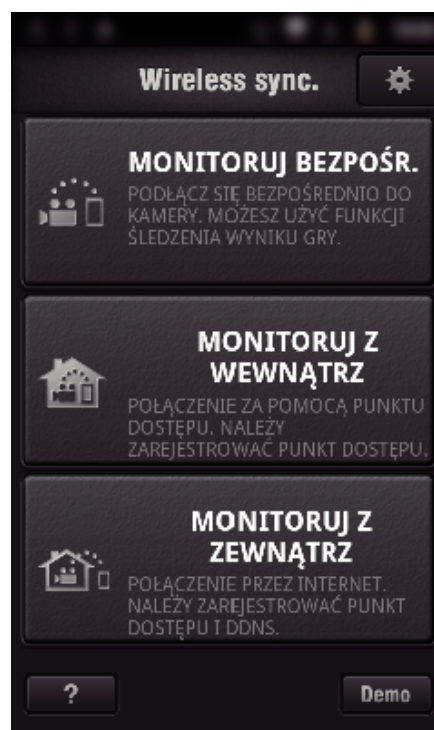 Wireless sync.
MONITORUJ BEZPOŚR.
PODŁĄCZ SIĘ BEZPOŚREDNIO DO
KAMERY. MOŻESZ UŻYĆ FUNKCJI
ŚLEDZENIA WYNIKU GRY.
MONITORUJ Z
WEWNĄTRZ
POŁĄCZENIE ZA POMOCĄ PUNKTU
DOSTĘPU. NALEŻY
ZAREJESTROWAĆ PUNKT DOSTĘPU.
MONITORUJ Z
ZEWNĄTRZ
POŁĄCZENIE PRZEZ INTERNET.
NALEŻY ZAREJESTROWAĆ PUNKT
DOSTĘPU I DDNS.
?
Demo